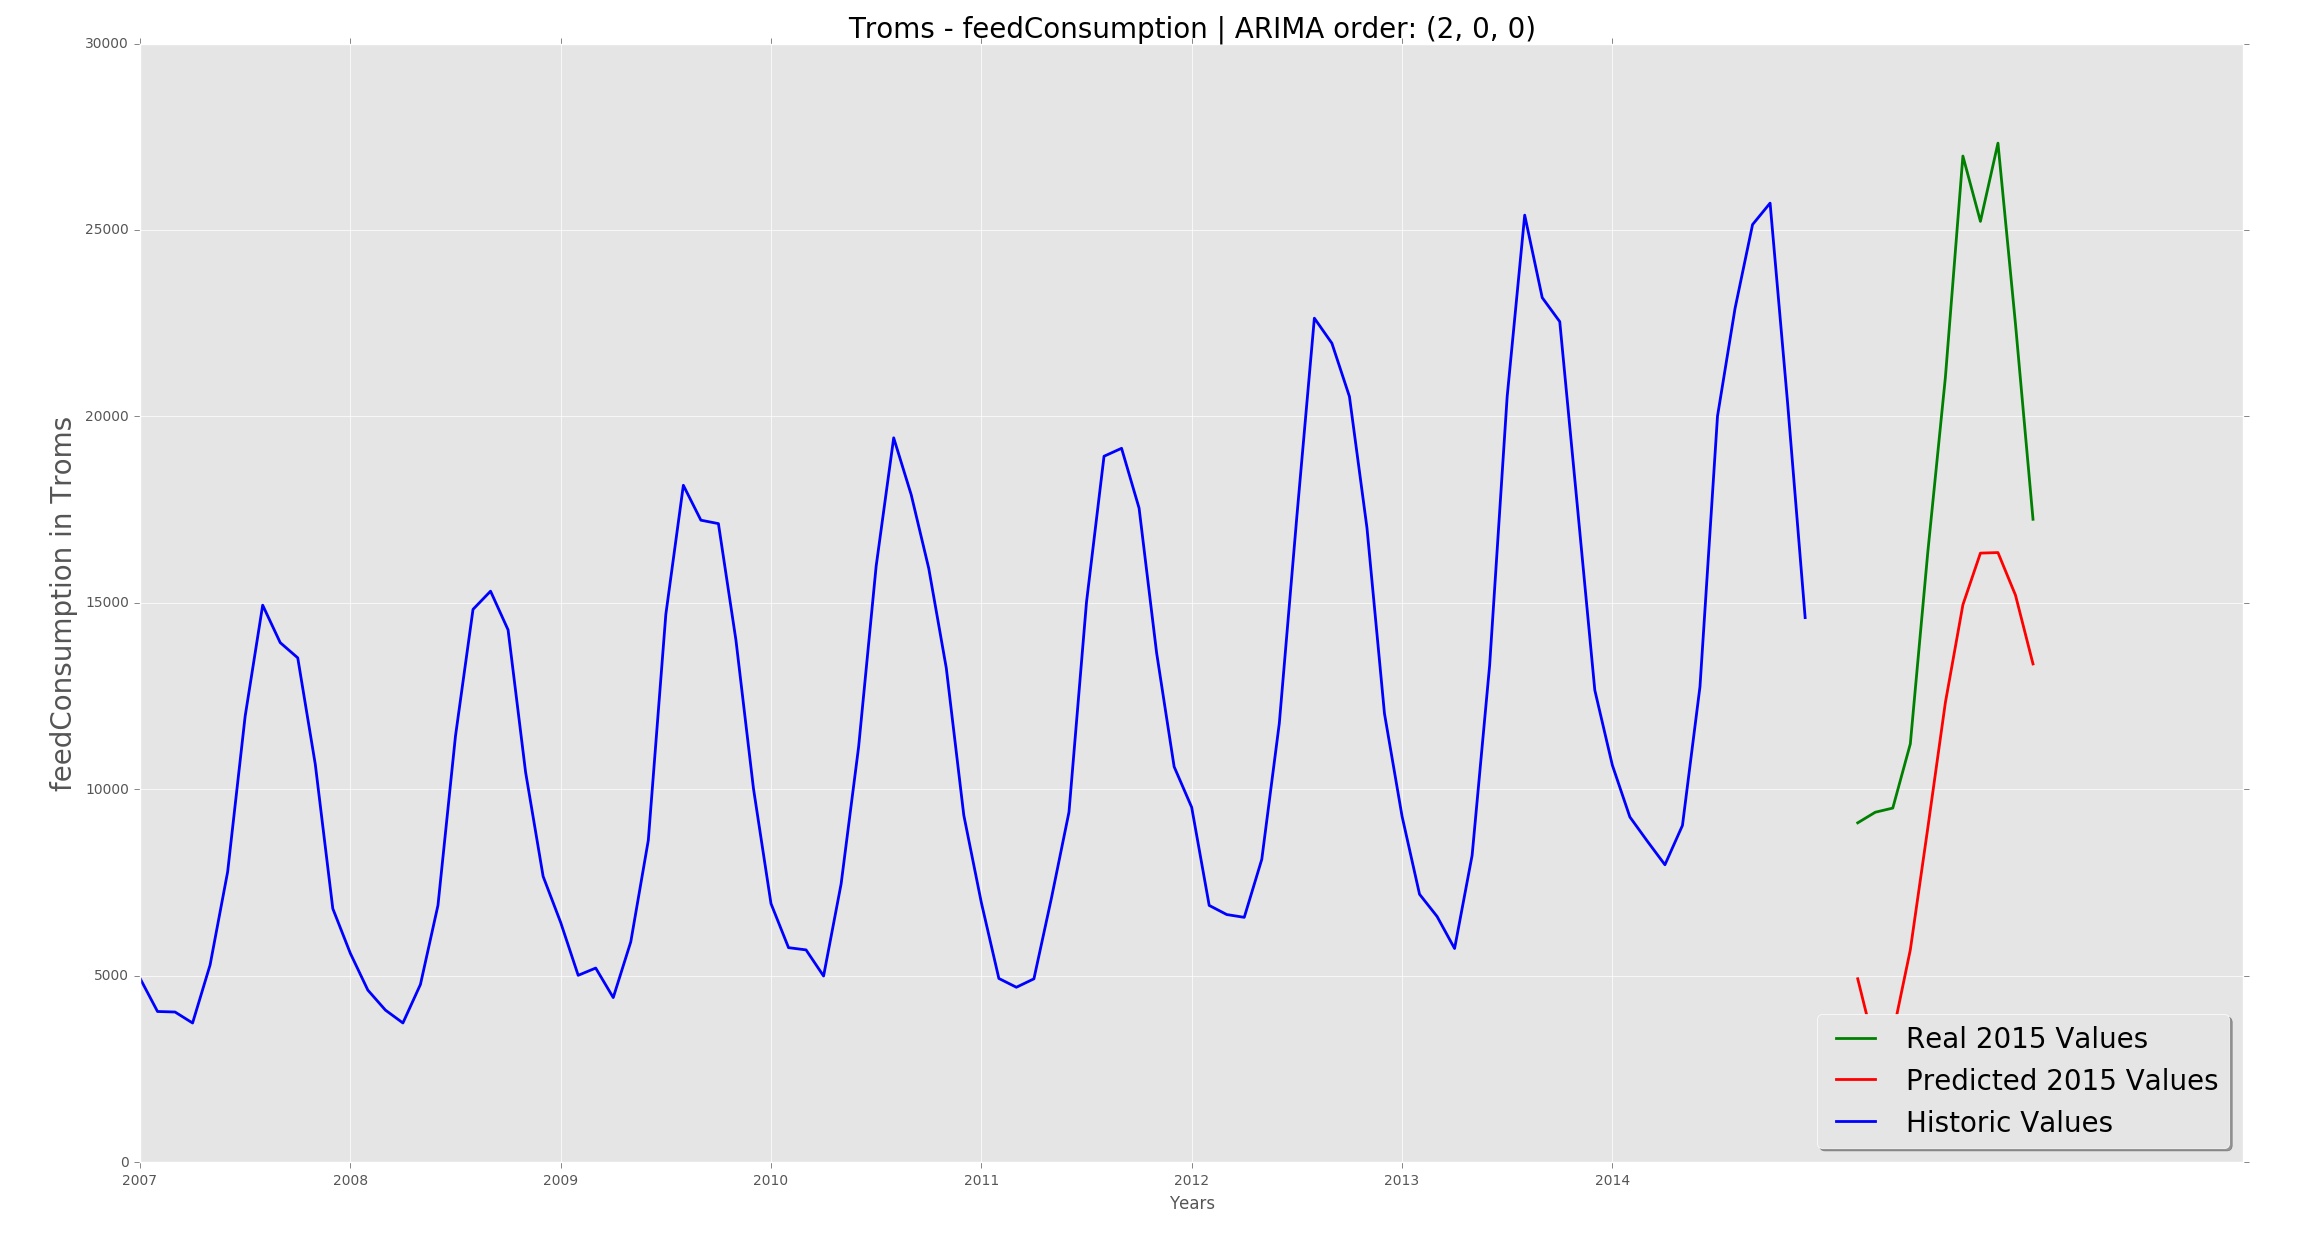 Troms - feedConsumption | ARIMA order: (2, 0, 0)
30000
25000
20000
15000
10000
5000
0
feedConsumption in Troms
2007 2008 2009 2010 2011 2012 2013 2014
Years
Real 2015 Values
Predicted 2015 Values
Historic Values